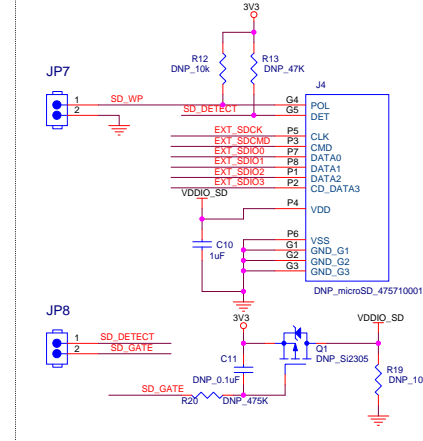 3V3
R12
DNP_10k
R13
DNP_47K
JP7
1
2
SD_WP
SD_DETECT
J4
G4
POL
G5
DET
EXT_SDCK
P5
CLK
EXT_SDCMD
P3
CMD
EXT_SDIO0
P7
DATA0
EXT_SDIO1
P8
DATA1
EXT_SDIO2
P1
DATA2
EXT_SDIO3
P2
CD_DATA3
VDDIO_SD
P4
VDD
C10
1uF
P6
VSS
G1
GND_G1
G2
GND_G2
G3
GND_G3
DNP_microSD_475710001
JP8
1
2
SD_DETECT
SD_GATE
3V3
VDDIO_SD
Q1
DNP_Si2305
C11
DNP_0.1uF
R19
DNP_10
SD_GATE
R20
DNP_475K